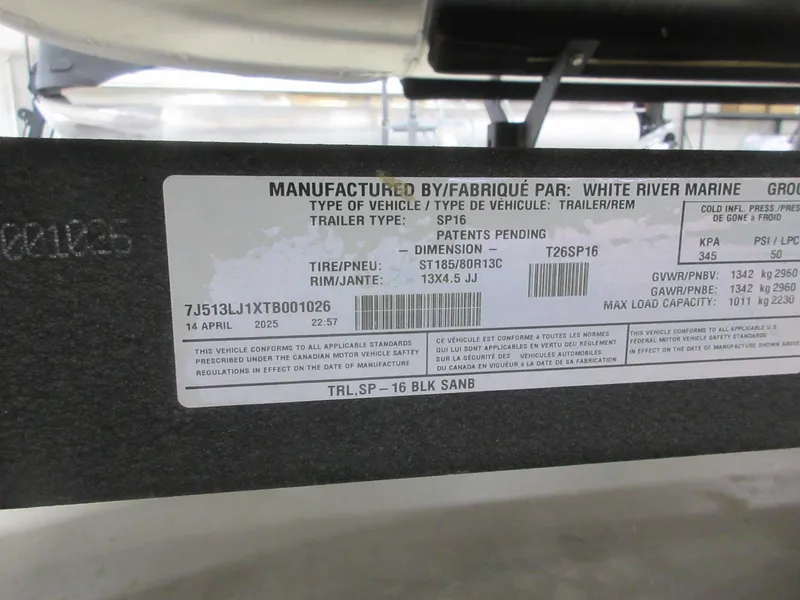 001026
MANUFACTURED BY/FABRIQUÉ PAR: WHITE RIVER MARINE GROU
TYPE OF VEHICLE / TYPE DE VÉHICULE: TRAILER/REM
TRAILER TYPE: SP16
PATENTS PENDING
– DIMENSION – T26SP16
TIRE/PNEU: ST185/80R13C
RIM/JANTE: 13X4.5 JJ
COLD INFL. PRESS./PRES
DE GONE à FROID
KPA PSI / LPC
345 50
GVWR/PNBV: 1342 kg 2960
GAWR/PNBE: 1342 kg 2960
MAX LOAD CAPACITY: 1011 kg 2230
7J513LJ1XTB001026
14 APRIL 2025 22:57
THIS VEHICLE CONFORMS TO ALL APPLICABLE STANDARDS
PRESCRIBED UNDER THE CANADIAN MOTOR VEHICLE SAFTEY
REGULATIONS IN EFFECT ON THE DATE OF MANUFACTURE
CE VÉHICULE EST CONFORME à TOUTES LES NORMES
QUI LUI SONT APPLICABLES EN VERTU DEU RÉGLEMENT
SUR LA SÉCURITÉ DES VÉHICULES AUTOMOBILES
DU CANADA EN VIGUEUR à LA DATE DE SA FABRICATION
THIS VEHICLE CONFORMS TO ALL APPLICABLE U.S
FEDERAL MOTOR VEHICLE SAFETY STANDARDS
IN EFFECT ON THE DATE OF MANUFACTURE SHOWN ABOVE
TRL,SP – 16 BLK SANB